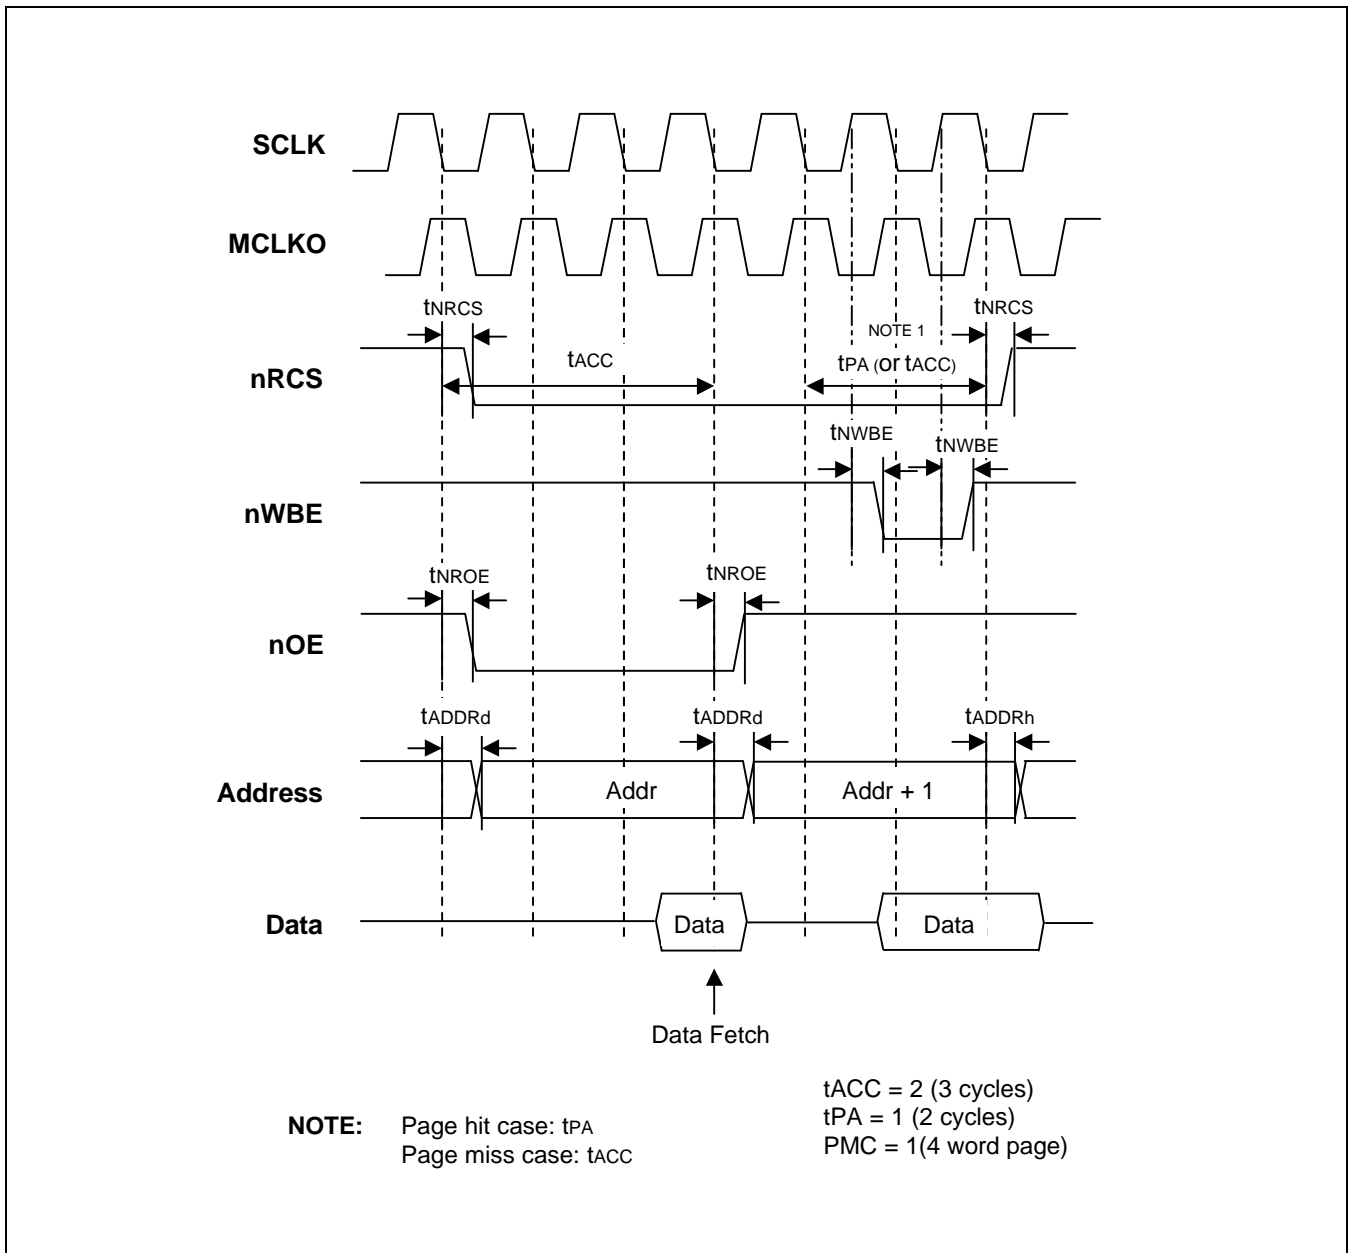 SCLK
MCLKO
tNRCS
tNRCS
NOTE 1
nRCS
tACC
tPA (or tACC)
tNWBE
tNWBE
nWBE
tNROE
tNROE
nOE
tADDRd
tADDRd
tADDRh
Address
Addr
Addr + 1
Data
Data
Data
Data Fetch
tACC = 2 (3 cycles)
tPA = 1 (2 cycles)
PMC = 1(4 word page)
NOTE: Page hit case: tPA
Page miss case: tACC